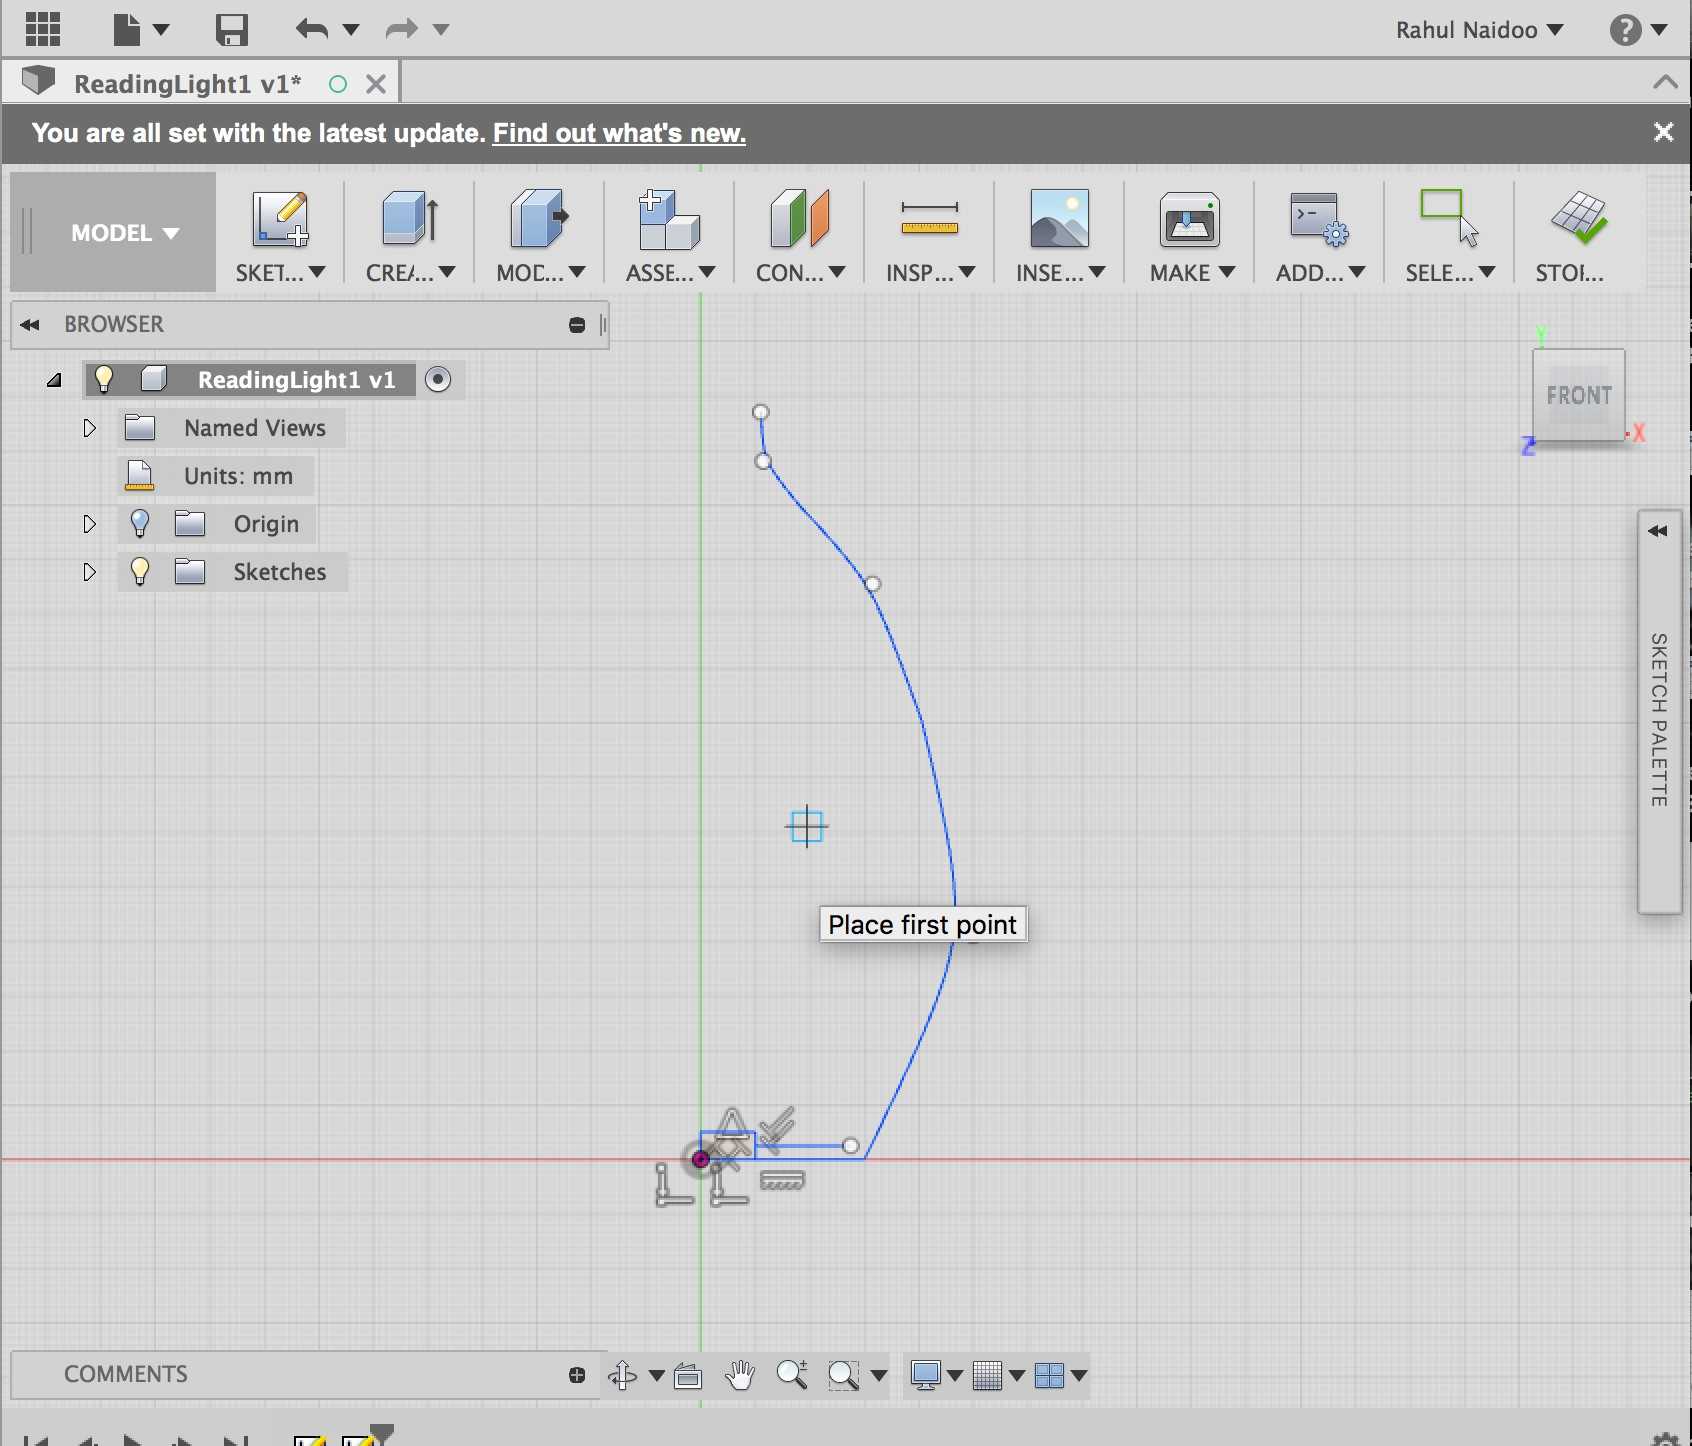 Rahul Naidoo
ReadingLight1 v1*
You are all set with the latest update. Find out what's new.
MODEL
SKET... CREA... MOD... ASSE... CON... INSP... INSE... MAKE ADD... SELE... STOP...
BROWSER
Y
ReadingLight1 v1
FRONT
Named Views
X
Z
Units: mm
Origin
Sketches
SKETCH PALETTE
Place first point
COMMENTS